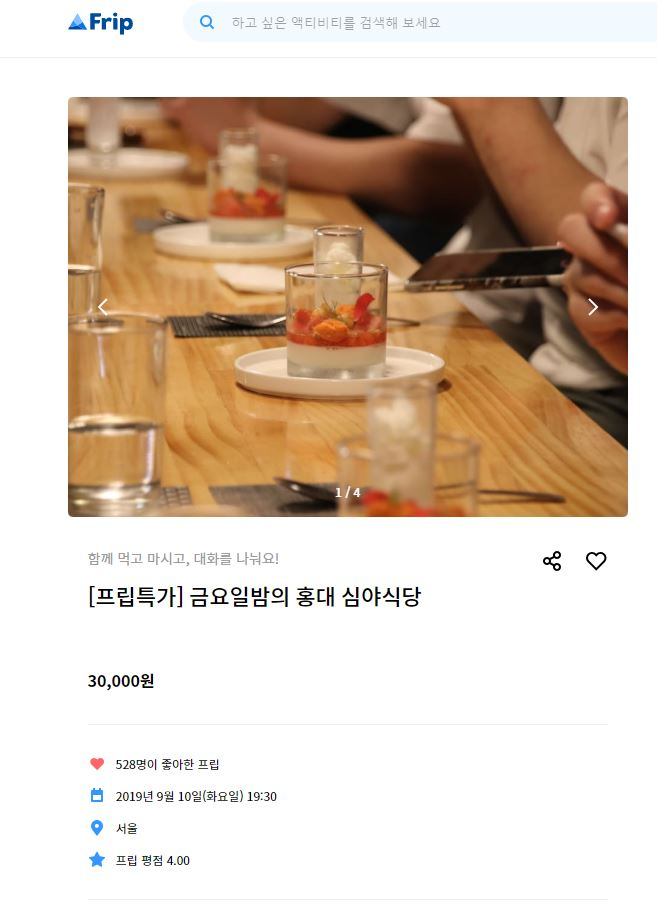 Frip
하고 싶은 액티비티를 검색해 보세요
1 / 4
함께 먹고 마시고, 대화를 나눠요!
[프립특가] 금요일밤의 홍대 심야식당
30,000원
528명이 좋아한 프립
2019년 9월 10일(화요일) 19:30
서울
프립 평점 4.00